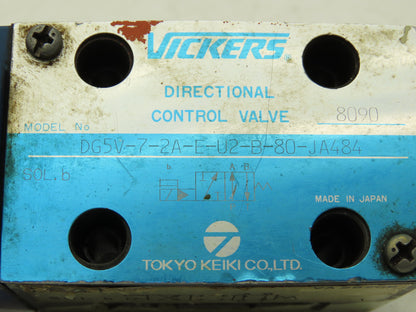 VICKERS
DIRECTIONAL
CONTROL VALVE 8090
MODEL No
DG5V-7-2A-E-U2-B-80-JA484
SOL. b
b A B
MADE IN JAPAN
TOKYO KEIKI CO., LTD.